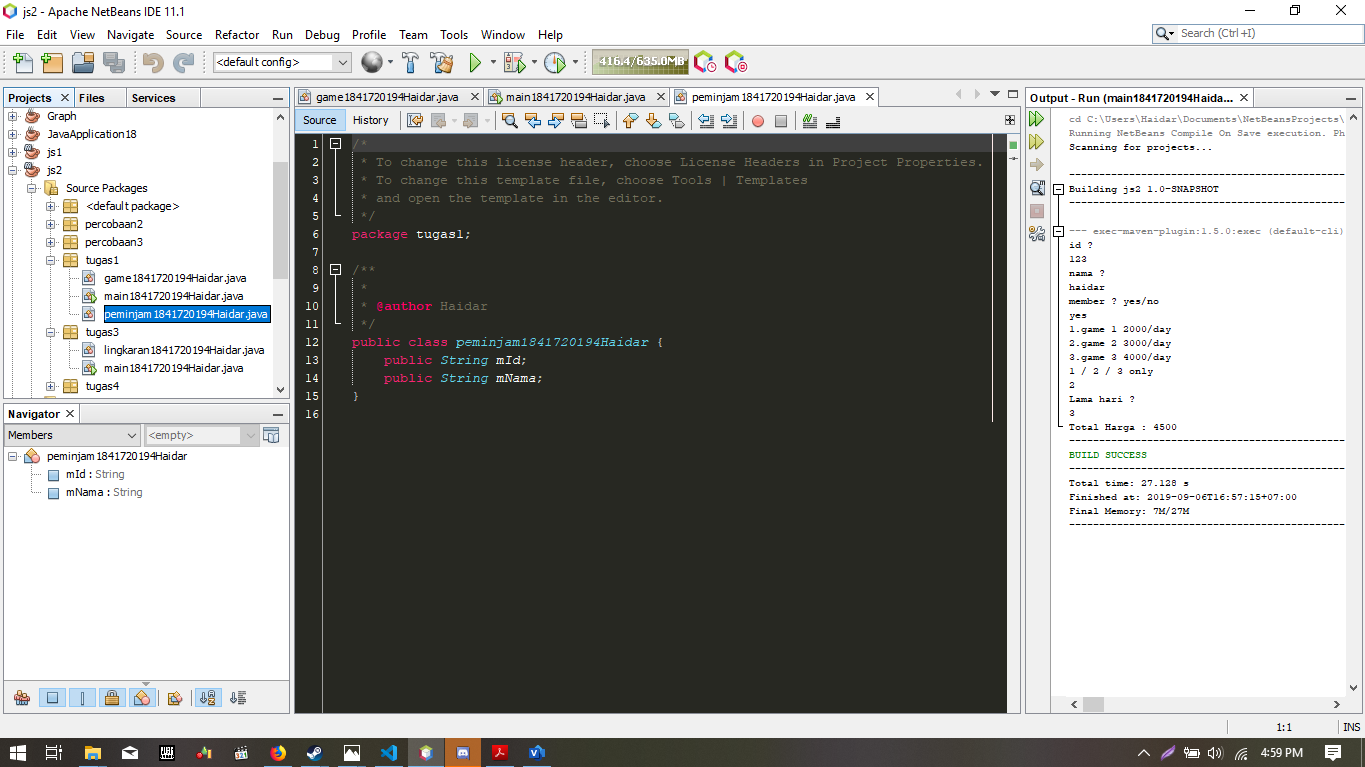 js2 - Apache NetBeans IDE 11.1
File Edit View Navigate Source Refactor Run Debug Profile Team Tools Window Help
Search (Ctrl+I)
<default config>
416.4/635.0MB
Projects Files Services
Graph
JavaApplication18
js1
js2
Source Packages
<default package>
percobaan2
percobaan3
tugas1
game1841720194Haidar.java
main1841720194Haidar.java
peminjam1841720194Haidar.java
tugas3
lingkaran1841720194Haidar.java
main1841720194Haidar.java
tugas4
Navigator
Members
<empty>
peminjam1841720194Haidar
mId : String
mNama : String
game1841720194Haidar.java main1841720194Haidar.java peminjam1841720194Haidar.java
Source History
1 /*
2 * To change this license header, choose License Headers in Project Properties.
3 * To change this template file, choose Tools | Templates
4 * and open the template in the editor.
5 */
6 package tugas1;
7
8 /**
9 *
10 * @author Haidar
11 */
12 public class peminjam1841720194Haidar {
13 public String mId;
14 public String mNama;
15 }
16
Output - Run (main1841720194Haida...
cd C:\Users\Haidar\Documents\NetBeansProjects\
Running NetBeans Compile On Save execution. Ph
Scanning for projects...
------------------------------------------------
Building js2 1.0-SNAPSHOT
------------------------------------------------
--- exec-maven-plugin:1.5.0:exec (default-cli)
id ?
123
nama ?
haidar
member ? yes/no
yes
1.game 1 2000/day
2.game 2 3000/day
3.game 3 4000/day
1 / 2 / 3 only
2
Lama hari ?
3
Total Harga : 4500
------------------------------------------------
BUILD SUCCESS
------------------------------------------------
Total time: 27.128 s
Finished at: 2019-09-06T16:57:15+07:00
Final Memory: 7M/27M
------------------------------------------------
1:1 INS
4:59 PM